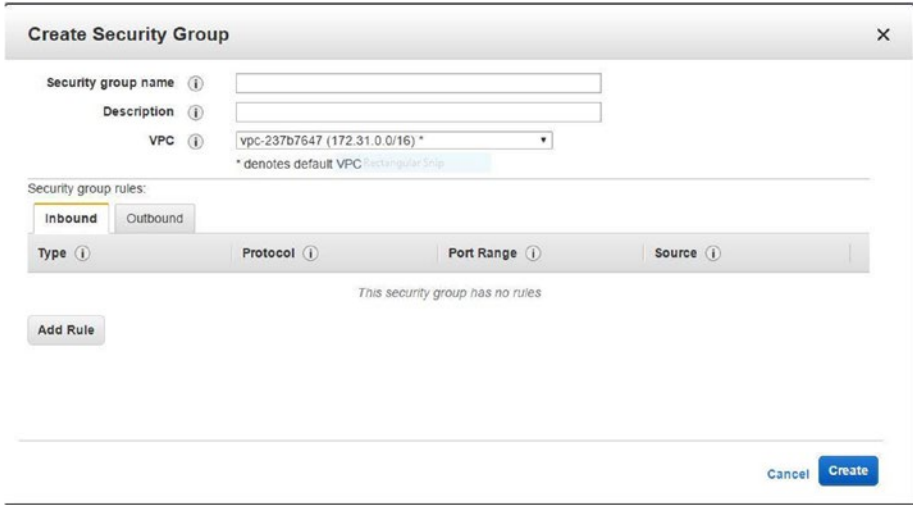 Create Security Group ×
Security group name i
Description i
VPC i vpc-237b7647 (172.31.0.0/16) *
* denotes default VPC Rectangular Snip
Security group rules:
Inbound Outbound
Type i Protocol i Port Range i Source i
This security group has no rules
Add Rule
Cancel Create